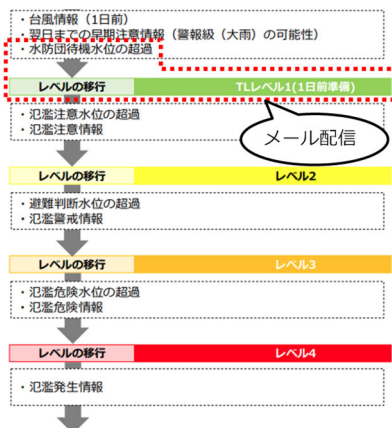 ・台風情報（1日前）
・翌日までの早期注意情報（警報級（大雨）の可能性）
・水防団待機水位の超過
レベルの移行 TLレベル1(1日前準備)
・氾濫注意水位の超過
・氾濫注意情報
メール配信
レベルの移行 レベル2
・避難判断水位の超過
・氾濫警戒情報
レベルの移行 レベル3
・氾濫危険水位の超過
・氾濫危険情報
レベルの移行 レベル4
・氾濫発生情報